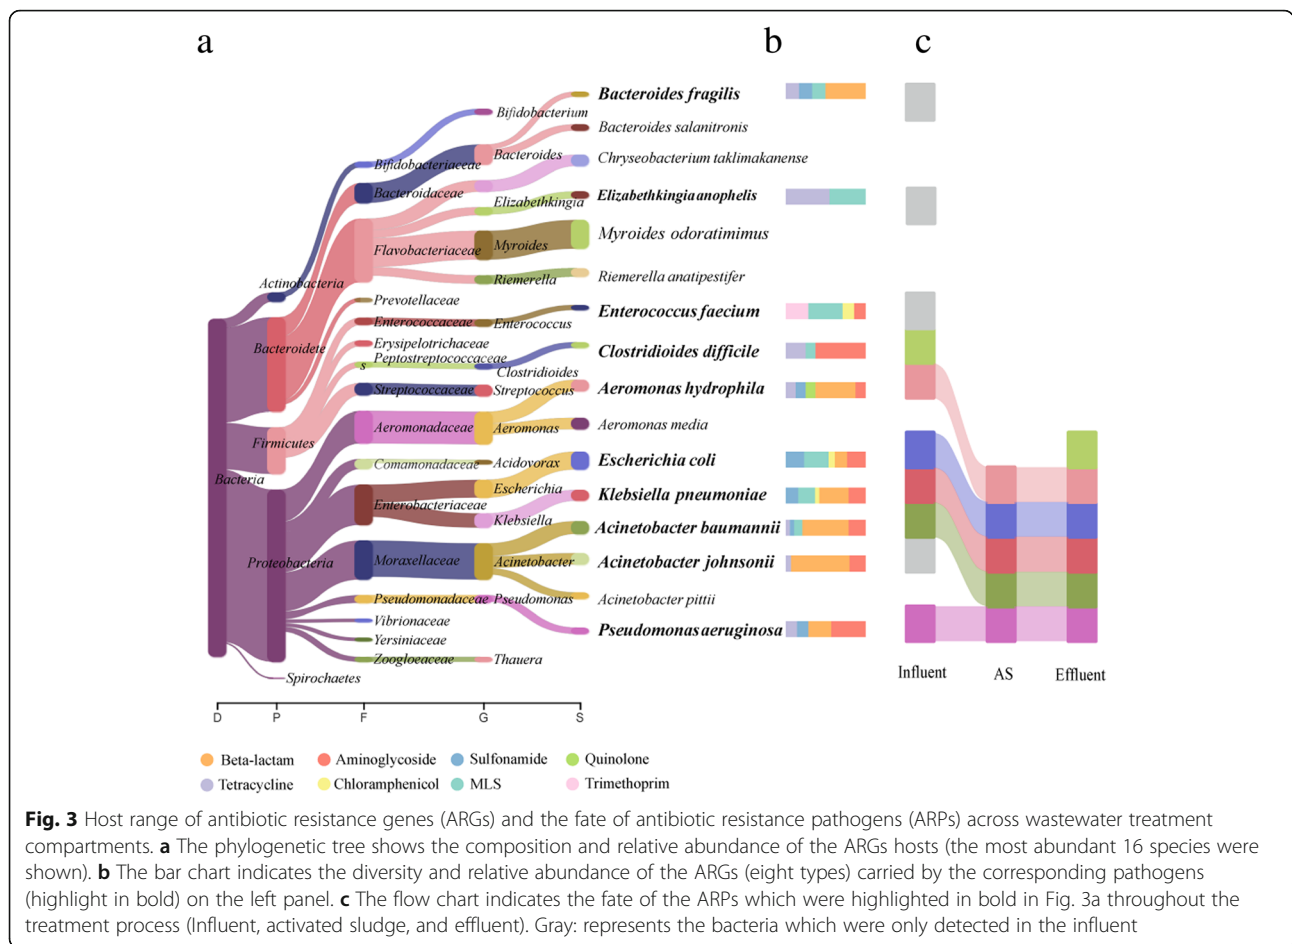 a
b
c
Bacteroides fragilis
Bifidobacterium
Bacteroides salanitronis
Bacteroides
Chryseobacterium taklimakanense
Bifidobacteriaceae
Bacteroidaceae
Elizabethkingia
Elizabethkingia anophelis
Myroides odoratimimus
Flavobacteriaceae
Myroides
Riemerella
Riemerella anatipestifer
Actinobacteria
Prevotellaceae
Enterococcus faecium
Enterococcaceae
Enterococcus
Bacteroidete
s
Erysipelotrichaceae
Peptostreptococcaceae
Clostridioides difficile
Clostridioides
Streptococcaceae
Streptococcus
Aeromonas hydrophila
Aeromonadaceae
Aeromonas
Aeromonas media
Firmicutes
Comamonadaceae
Acidovorax
Escherichia coli
Bacteria
Escherichia
Klebsiella pneumoniae
Enterobacteriaceae
Klebsiella
Acinetobacter baumannii
Proteobacteria
Moraxellaceae
Acinetobacter
Acinetobacter johnsonii
Pseudomonadaceae
Pseudomonas
Acinetobacter pittii
Vibrionaceae
Pseudomonas aeruginosa
Yersiniaceae
Zoogloeaceae
Thauera
Spirochaetes
Influent
AS
Effluent
D P F G S
Beta-lactam Aminoglycoside Sulfonamide Quinolone
Tetracycline Chloramphenicol MLS Trimethoprim
Fig. 3 Host range of antibiotic resistance genes (ARGs) and the fate of antibiotic resistance pathogens (ARPs) across wastewater treatment
compartments. a The phylogenetic tree shows the composition and relative abundance of the ARGs hosts (the most abundant 16 species were
shown). b The bar chart indicates the diversity and relative abundance of the ARGs (eight types) carried by the corresponding pathogens
(highlight in bold) on the left panel. c The flow chart indicates the fate of the ARPs which were highlighted in bold in Fig. 3a throughout the
treatment process (Influent, activated sludge, and effluent). Gray: represents the bacteria which were only detected in the influent